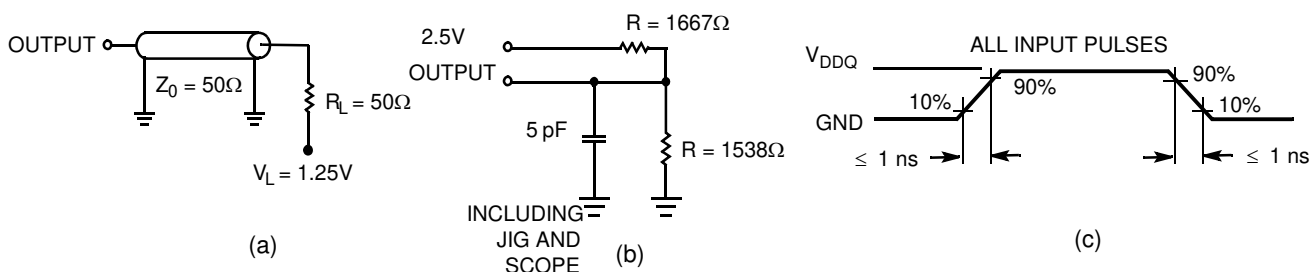 OUTPUT
Z0 = 50Ω
RL = 50Ω
VL = 1.25V
(a)
R = 1667Ω
2.5V
OUTPUT
5 pF
R = 1538Ω
INCLUDING
JIG AND
SCOPE
(b)
ALL INPUT PULSES
VDDQ
90%
90%
10%
10%
GND
≤ 1 ns
≤ 1 ns
(c)